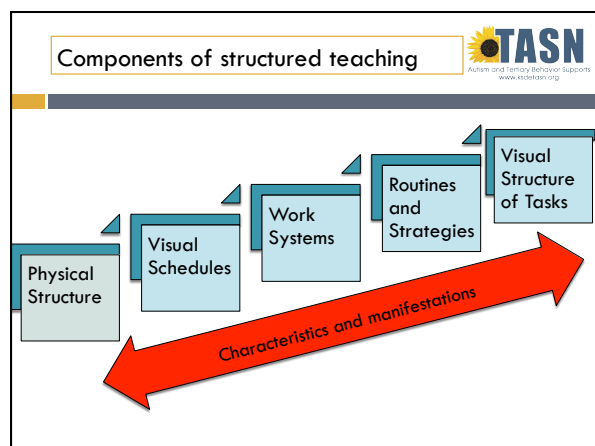 Components of structured teaching
TASN
Autism and Tertiary Behavior Supports
www.ksdetasn.org
Physical
Structure
Visual
Schedules
Work
Systems
Routines
and
Strategies
Visual
Structure
of Tasks
Characteristics and manifestations